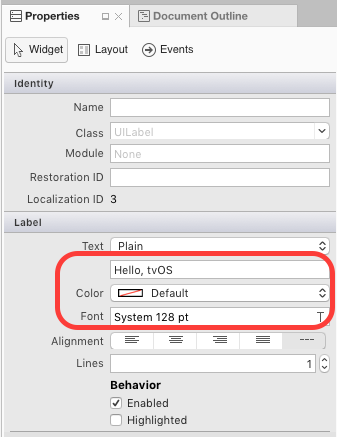 Properties
Document Outline
Widget Layout Events
Identity
Name
Class UILabel
Module None
Restoration ID
Localization ID 3
Label
Text Plain
Hello, tvOS
Color Default
Font System 128 pt T
Alignment
Lines 1
Behavior
Enabled
Highlighted